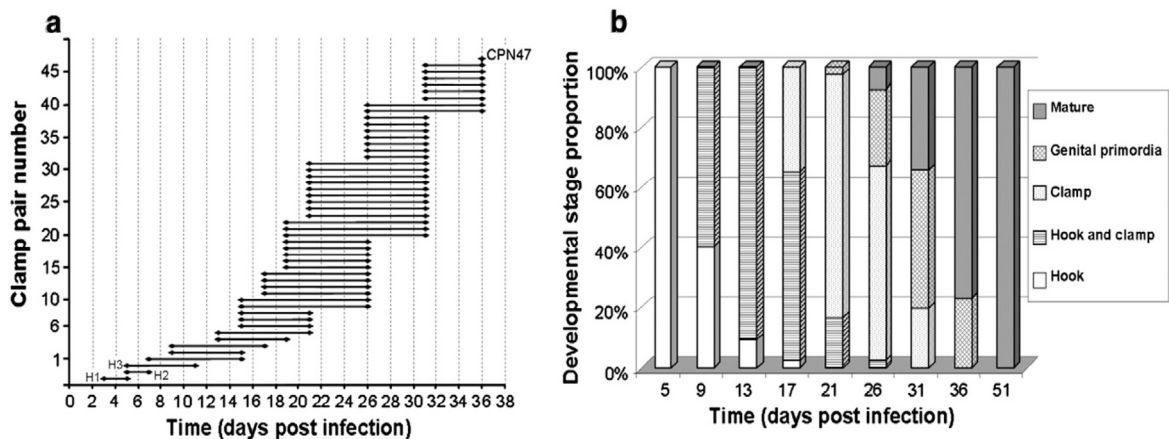 a
Clamp pair number
45
40
30
25
20
10
6
1
CPN47
H3
H2
H1
0 2 4 6 8 10 12 14 16 18 20 22 24 26 28 30 32 34 36 38
Time (days post infection)
b
Developmental stage proportion
100%
80%
60%
40%
20%
0%
5 9 13 17 21 26 31 36 51
Time (days post infection)
Mature
Genital primordia
Clamp
Hook and clamp
Hook